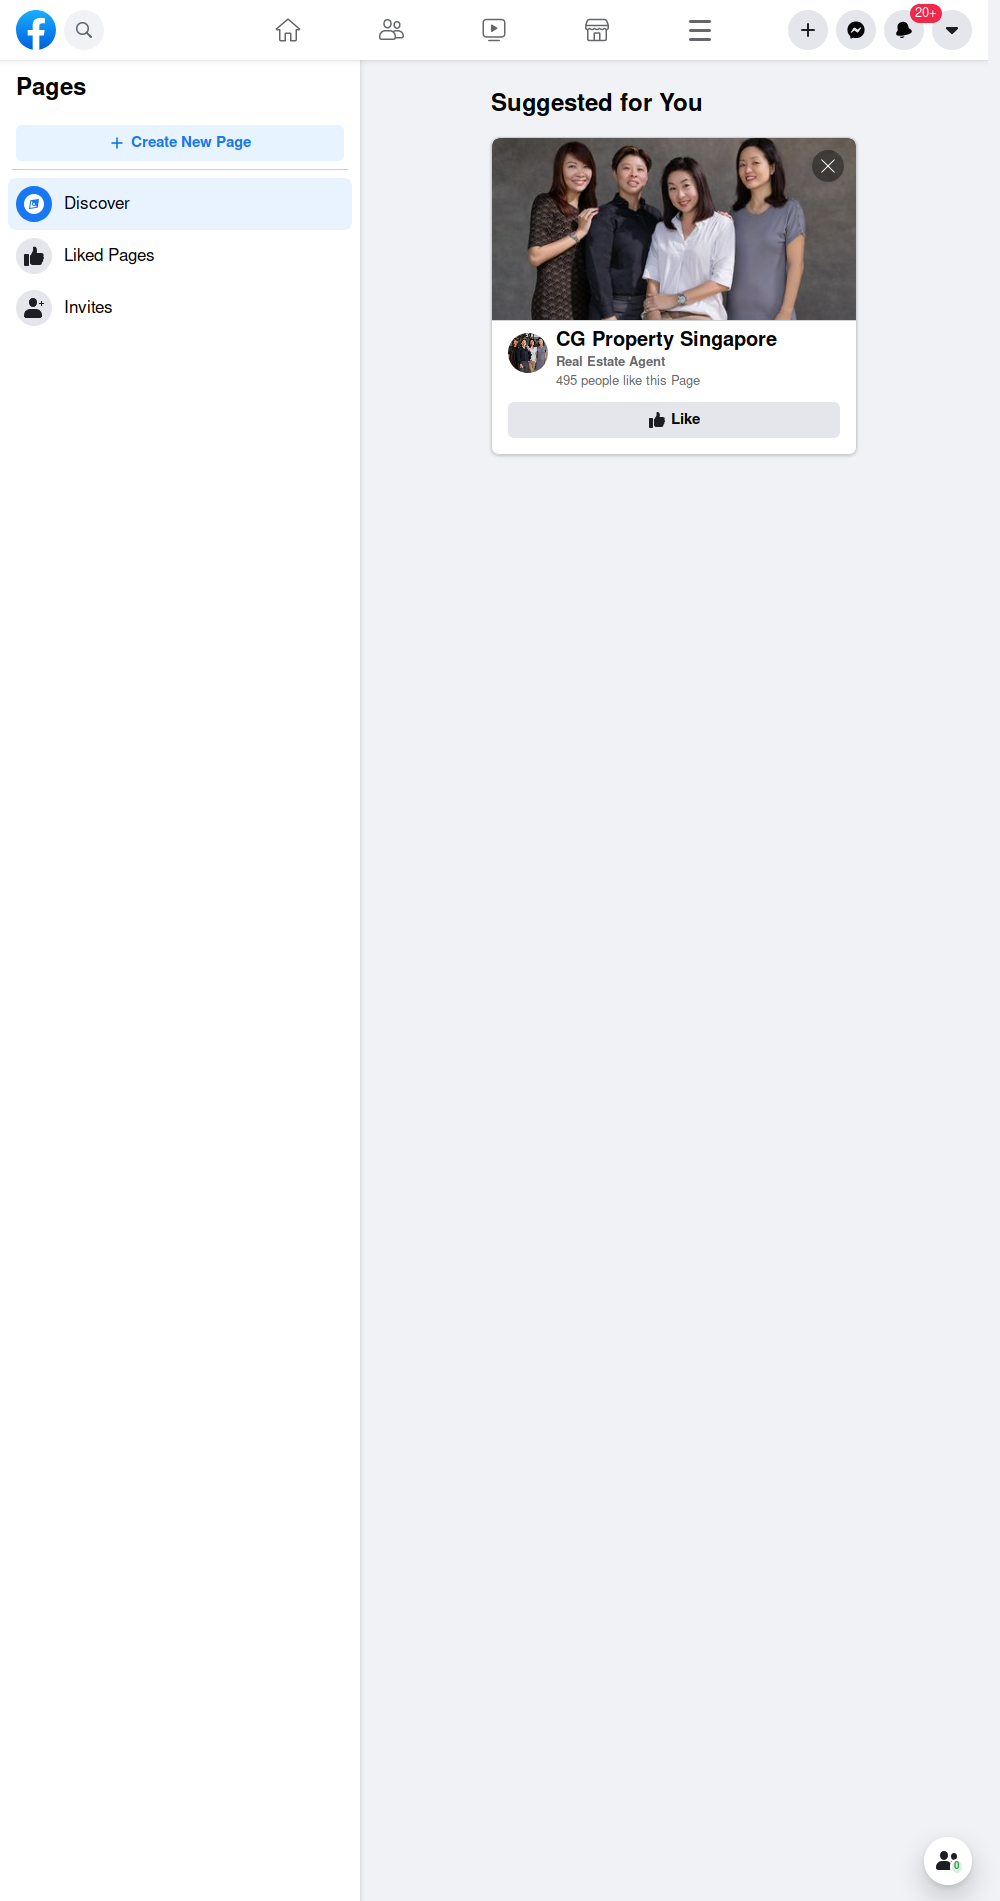 20+
Pages
Create New Page
Discover
Liked Pages
Invites
Suggested for You
CG Property Singapore
Real Estate Agent
495 people like this Page
Like
0